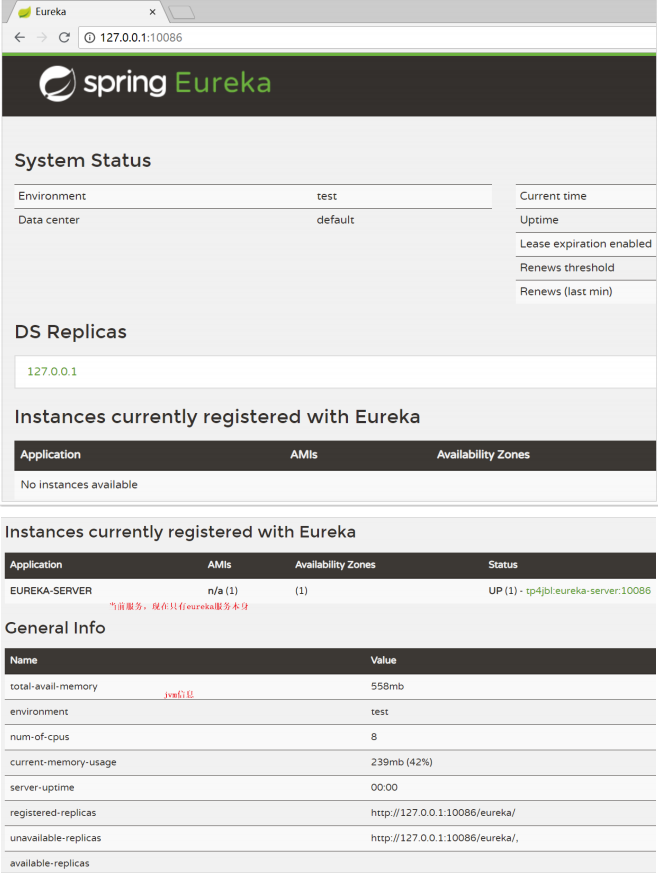 Eureka
127.0.0.1:10086
spring Eureka
System Status
Environment test Current time
Data center default Uptime
Lease expiration enabled
Renews threshold
Renews (last min)
DS Replicas
127.0.0.1
Instances currently registered with Eureka
Application AMIs Availability Zones
No instances available
Instances currently registered with Eureka
Application AMIs Availability Zones Status
EUREKA-SERVER n/a (1) (1) UP (1) - tp4jbl:eureka-server:10086
当前服务，现在只有eureka服务本身
General Info
Name Value
total-avail-memory 558mb
jvm信息
environment test
num-of-cpus 8
current-memory-usage 239mb (42%)
server-uptime 00:00
registered-replicas http://127.0.0.1:10086/eureka/
unavailable-replicas http://127.0.0.1:10086/eureka/,
available-replicas